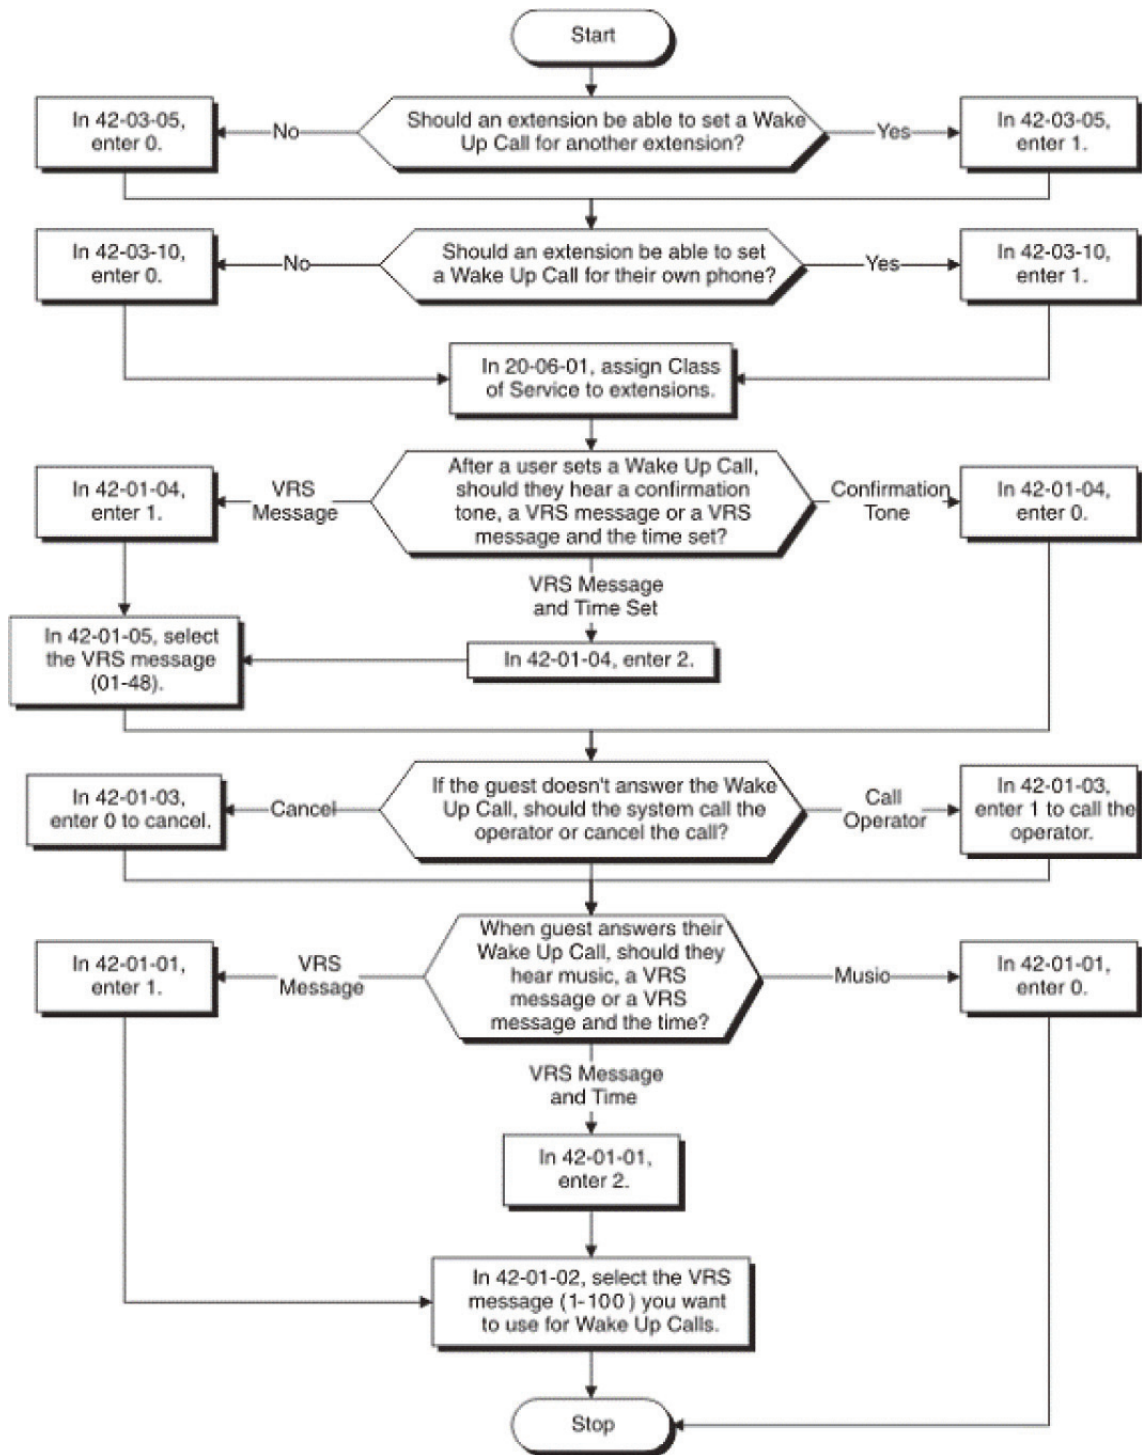 Start
Should an extension be able to set a Wake
Up Call for another extension?
No
In 42-03-05,
enter 0.
Yes
In 42-03-05,
enter 1.
Should an extension be able to set
a Wake Up Call for their own phone?
No
In 42-03-10,
enter 0.
Yes
In 42-03-10,
enter 1.
In 20-06-01, assign Class
of Service to extensions.
After a user sets a Wake Up Call,
should they hear a confirmation
tone, a VRS message or a VRS
message and the time set?
VRS
Message
In 42-01-04,
enter 1.
Confirmation
Tone
In 42-01-04,
enter 0.
VRS Message
and Time Set
In 42-01-04, enter 2.
In 42-01-05, select
the VRS message
(01-48).
If the guest doesn't answer the Wake
Up Call, should the system call the
operator or cancel the call?
Cancel
In 42-01-03,
enter 0 to cancel.
Call
Operator
In 42-01-03,
enter 1 to call the
operator.
When guest answers their
Wake Up Call, should they
hear music, a VRS
message or a VRS
message and the time?
VRS
Message
In 42-01-01,
enter 1.
Music
In 42-01-01,
enter 0.
VRS Message
and Time
In 42-01-01,
enter 2.
In 42-01-02, select the VRS
message (1-100) you want
to use for Wake Up Calls.
Stop